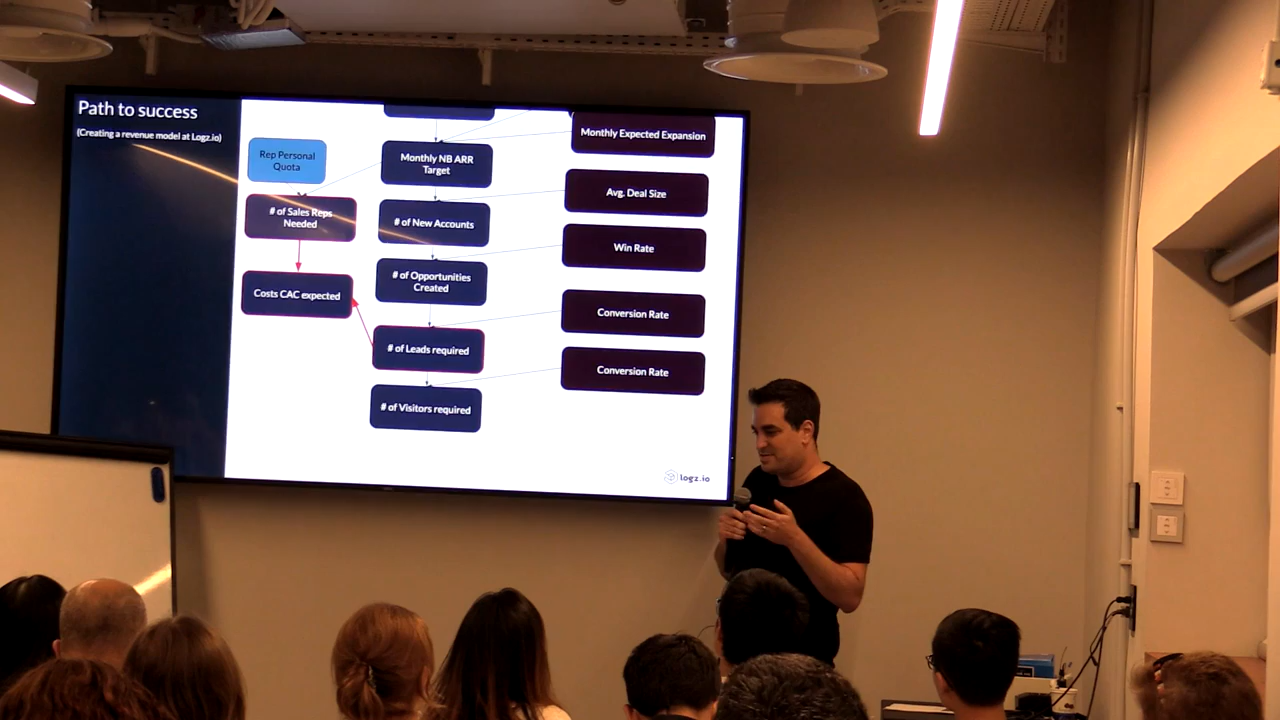 Path to success
(Creating a revenue model at Logz.io)
Rep Personal
Quota
# of Sales Reps
Needed
Costs CAC expected
Monthly NB ARR
Target
# of New Accounts
# of Opportunities
Created
# of Leads required
# of Visitors required
Monthly Expected Expansion
Avg. Deal Size
Win Rate
Conversion Rate
Conversion Rate
logz.io